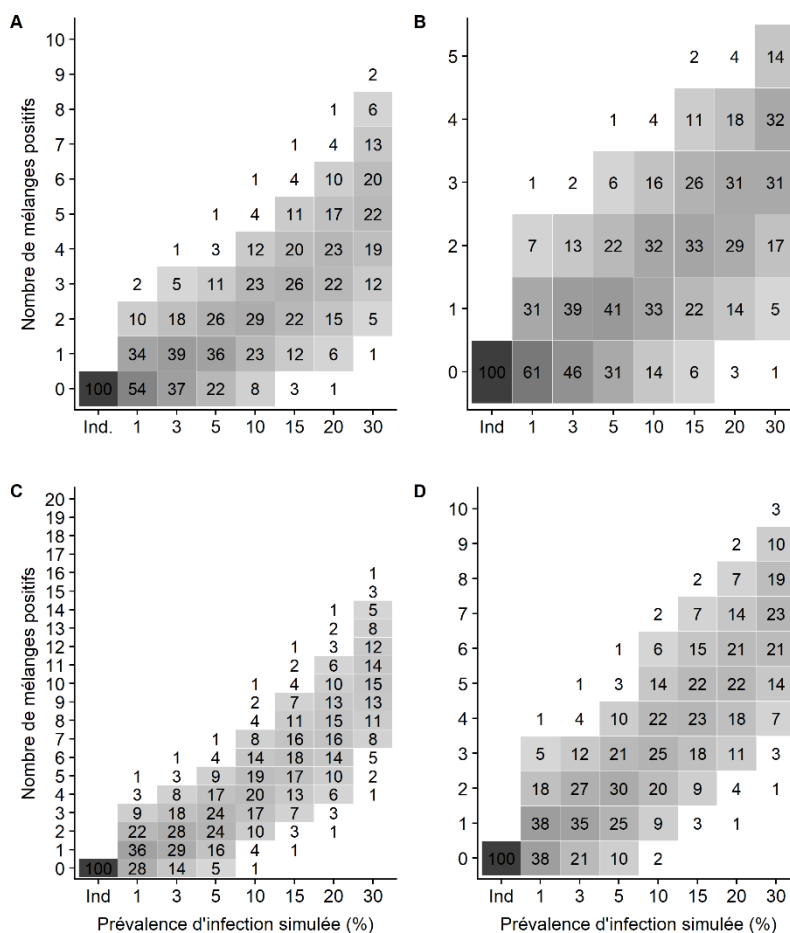 A
B
Nombre de mélanges positifs
10
9 2
8 1 6
7 1 4 13
6 1 4 10 20
5 1 4 11 17 22
4 1 3 12 20 23 19
3 2 5 11 23 26 22 12
2 10 18 26 29 22 15 5
1 34 39 36 23 12 6 1
0 100 54 37 22 8 3 1
Ind. 1 3 5 10 15 20 30
5 2 4 14
4 1 4 11 18 32
3 1 2 6 16 26 31 31
2 7 13 22 32 33 29 17
1 31 39 41 33 22 14 5
0 100 61 46 31 14 6 3 1
Ind 1 3 5 10 15 20 30
C
D
Nombre de mélanges positifs
20
19
18
17
16 1
15 3
14 1 5
13 2 8
12 1 3 12
11 2 6 14
10 1 4 10 15
9 2 7 13 13
8 4 11 15 11
7 1 8 16 16 8
6 1 4 14 18 14 5
5 1 3 9 19 17 10 2
4 3 8 17 20 13 6 1
3 9 18 24 17 7 3
2 22 28 24 10 3 1
1 36 29 16 4 1
0 100 28 14 5 1
Ind 1 3 5 10 15 20 30
Prévalence d'infection simulée (%)
10 3
9 2 10
8 2 7 19
7 2 7 14 23
6 1 6 15 21 21
5 1 3 14 22 22 14
4 1 4 10 22 23 18 7
3 5 12 21 25 18 11 3
2 18 27 30 20 9 4 1
1 38 35 25 9 3 1
0 100 38 21 10 2
Ind 1 3 5 10 15 20 30
Prévalence d'infection simulée (%)